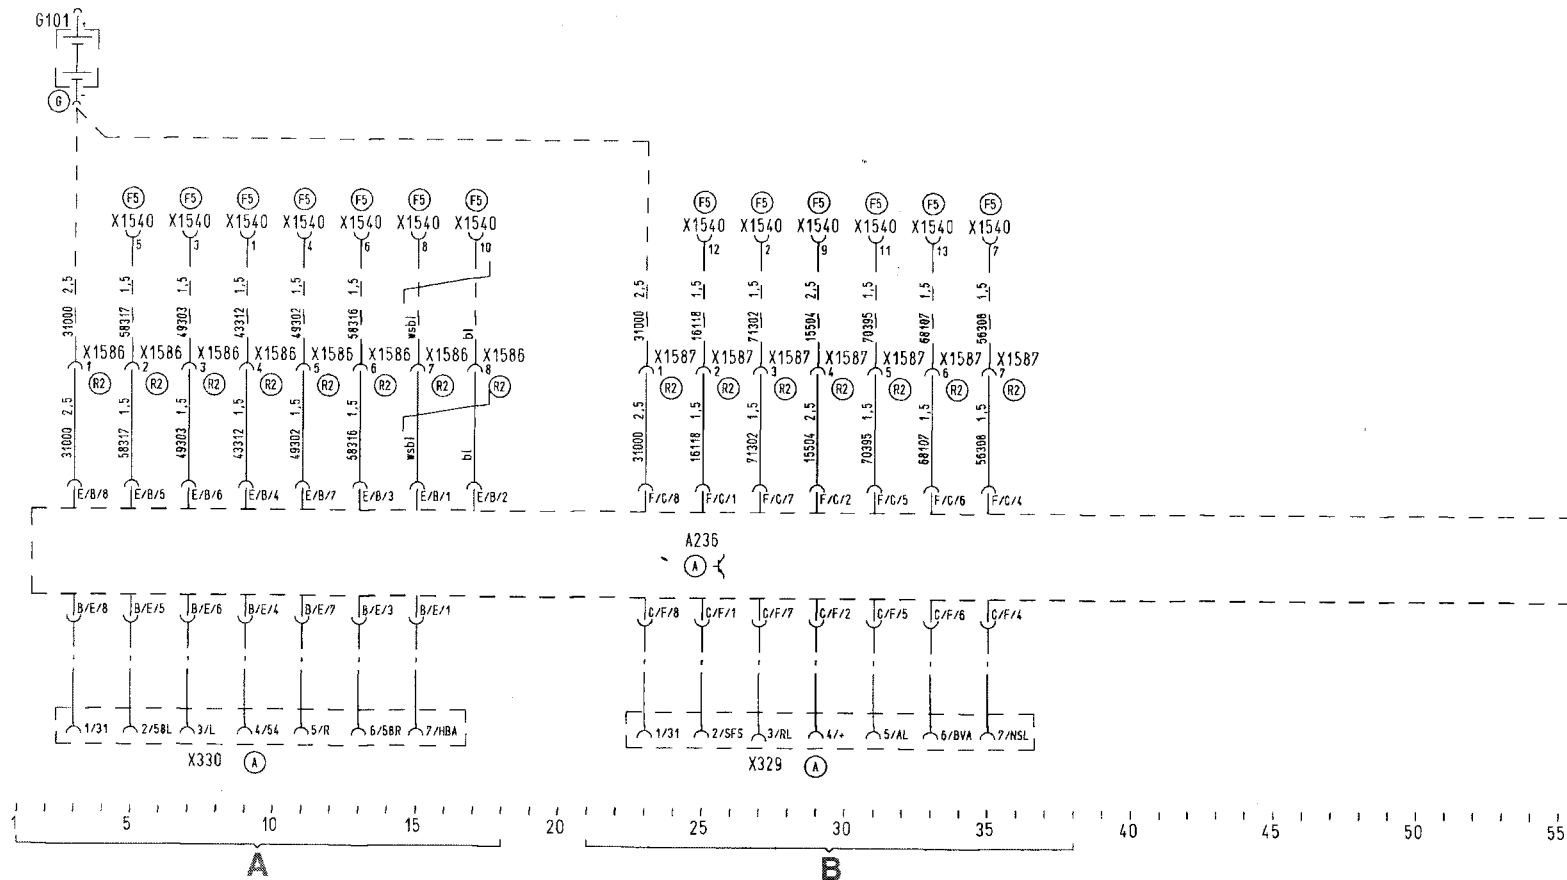 G101
+
-
G
F5 F5 F5 F5 F5 F5 F5 F5 F5 F5 F5 F5 F5
X1540 X1540 X1540 X1540 X1540 X1540 X1540 X1540 X1540 X1540 X1540 X1540 X1540
5 3 1 4 6 8 10 12 2 9 11 13 7
31000 2,5 58317 1,5 49303 1,5 43312 1,5 49302 1,5 58316 1,5 wsbl bl 31000 2,5 16118 1,5 71302 1,5 15504 2,5 70395 1,5 68107 1,5 56308 1,5
X1586 X1586 X1586 X1586 X1586 X1586 X1586 X1586 X1587 X1587 X1587 X1587 X1587 X1587 X1587
1 2 3 4 5 6 7 8 1 2 3 4 5 6 7
R2 R2 R2 R2 R2 R2 R2 R2 R2 R2 R2 R2 R2 R2 R2
31000 2,5 58317 1,5 49303 1,5 43312 1,5 49302 1,5 58316 1,5 wsbl bl 31000 2,5 16118 1,5 71302 1,5 15504 2,5 70395 1,5 68107 1,5 56308 1,5
E/B/8 E/B/5 E/B/6 E/B/4 E/B/7 E/B/3 E/B/1 E/B/2 F/C/8 F/C/1 F/C/7 F/C/2 F/C/5 F/C/6 F/C/4
A236
A
B/E/8 B/E/5 B/E/6 B/E/4 B/E/7 B/E/3 B/E/1 C/F/8 C/F/1 C/F/7 C/F/2 C/F/5 C/F/6 C/F/4
1/31 2/58L 3/L 4/54 5/R 6/58R 7/HBA 1/31 2/SFS 3/RL 4/+ 5/AL 6/BVA 7/NSL
X330 A X329 A
1 5 10 15 20 25 30 35 40 45 50 55
A B